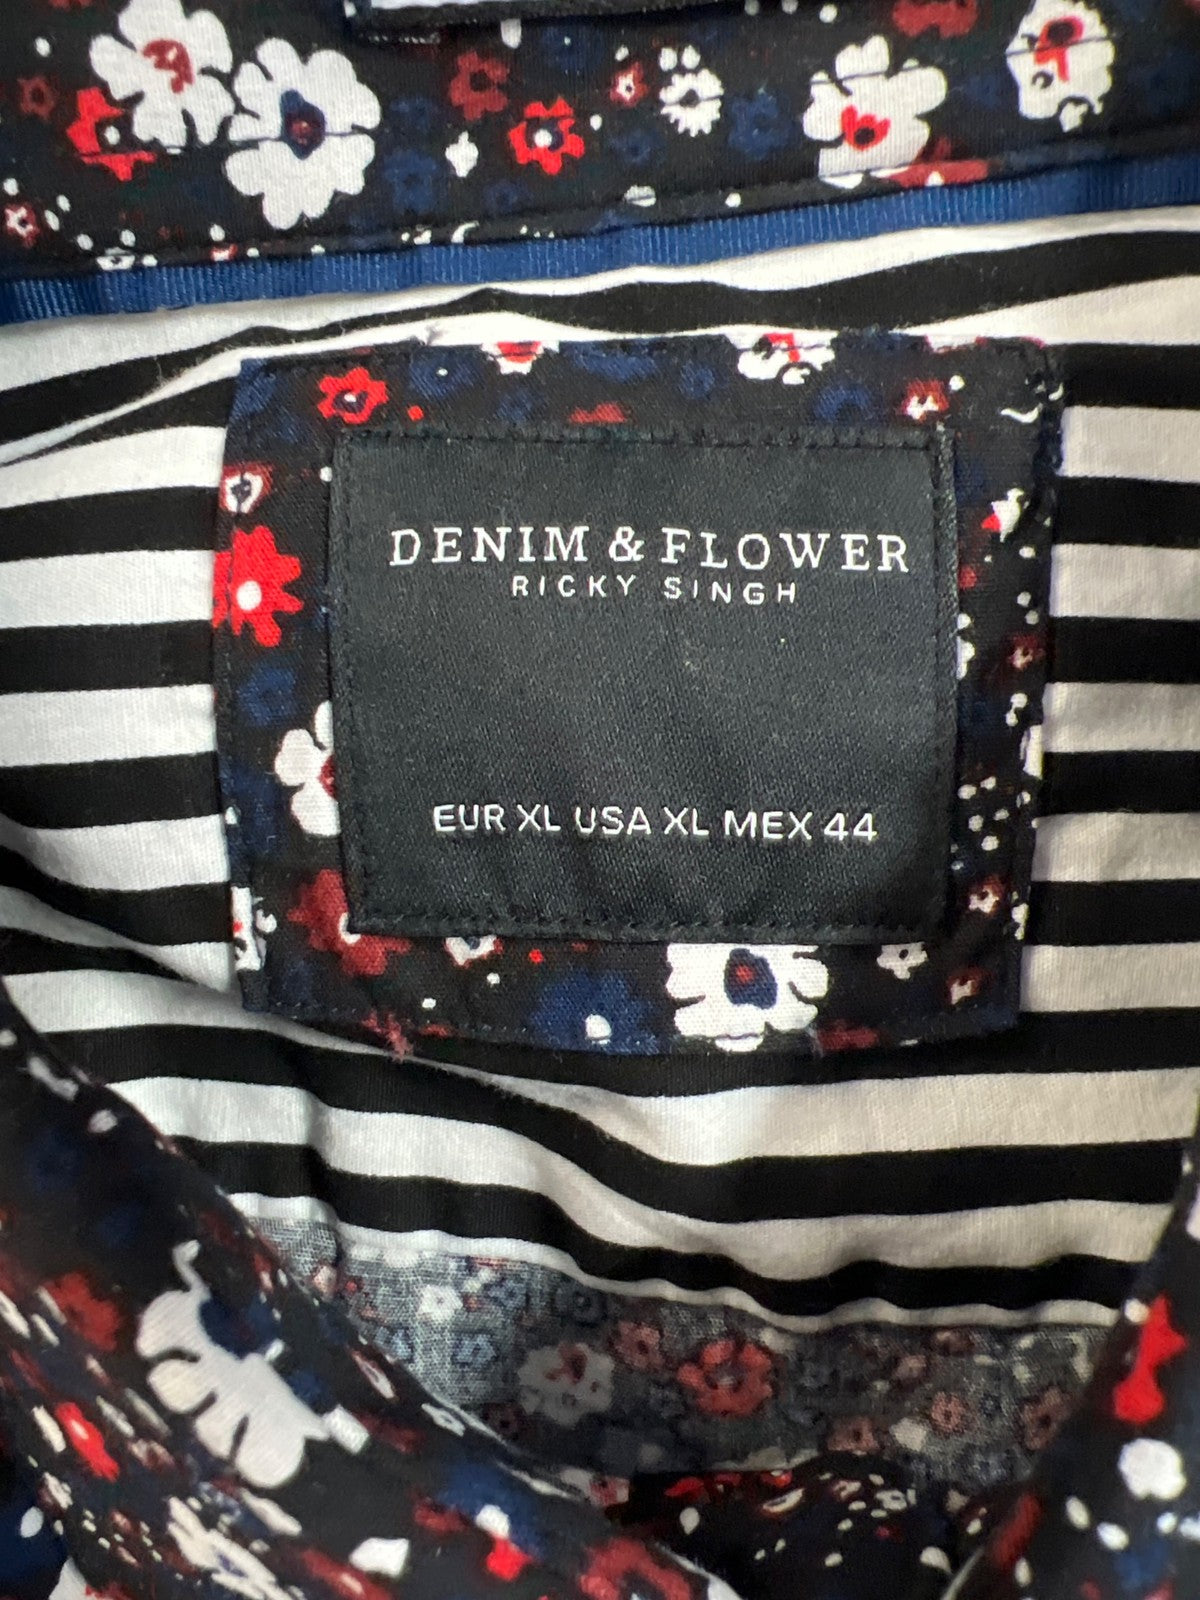 DENIM & FLOWER
RICKY SINGH
EUR XL USA XL MEX 44